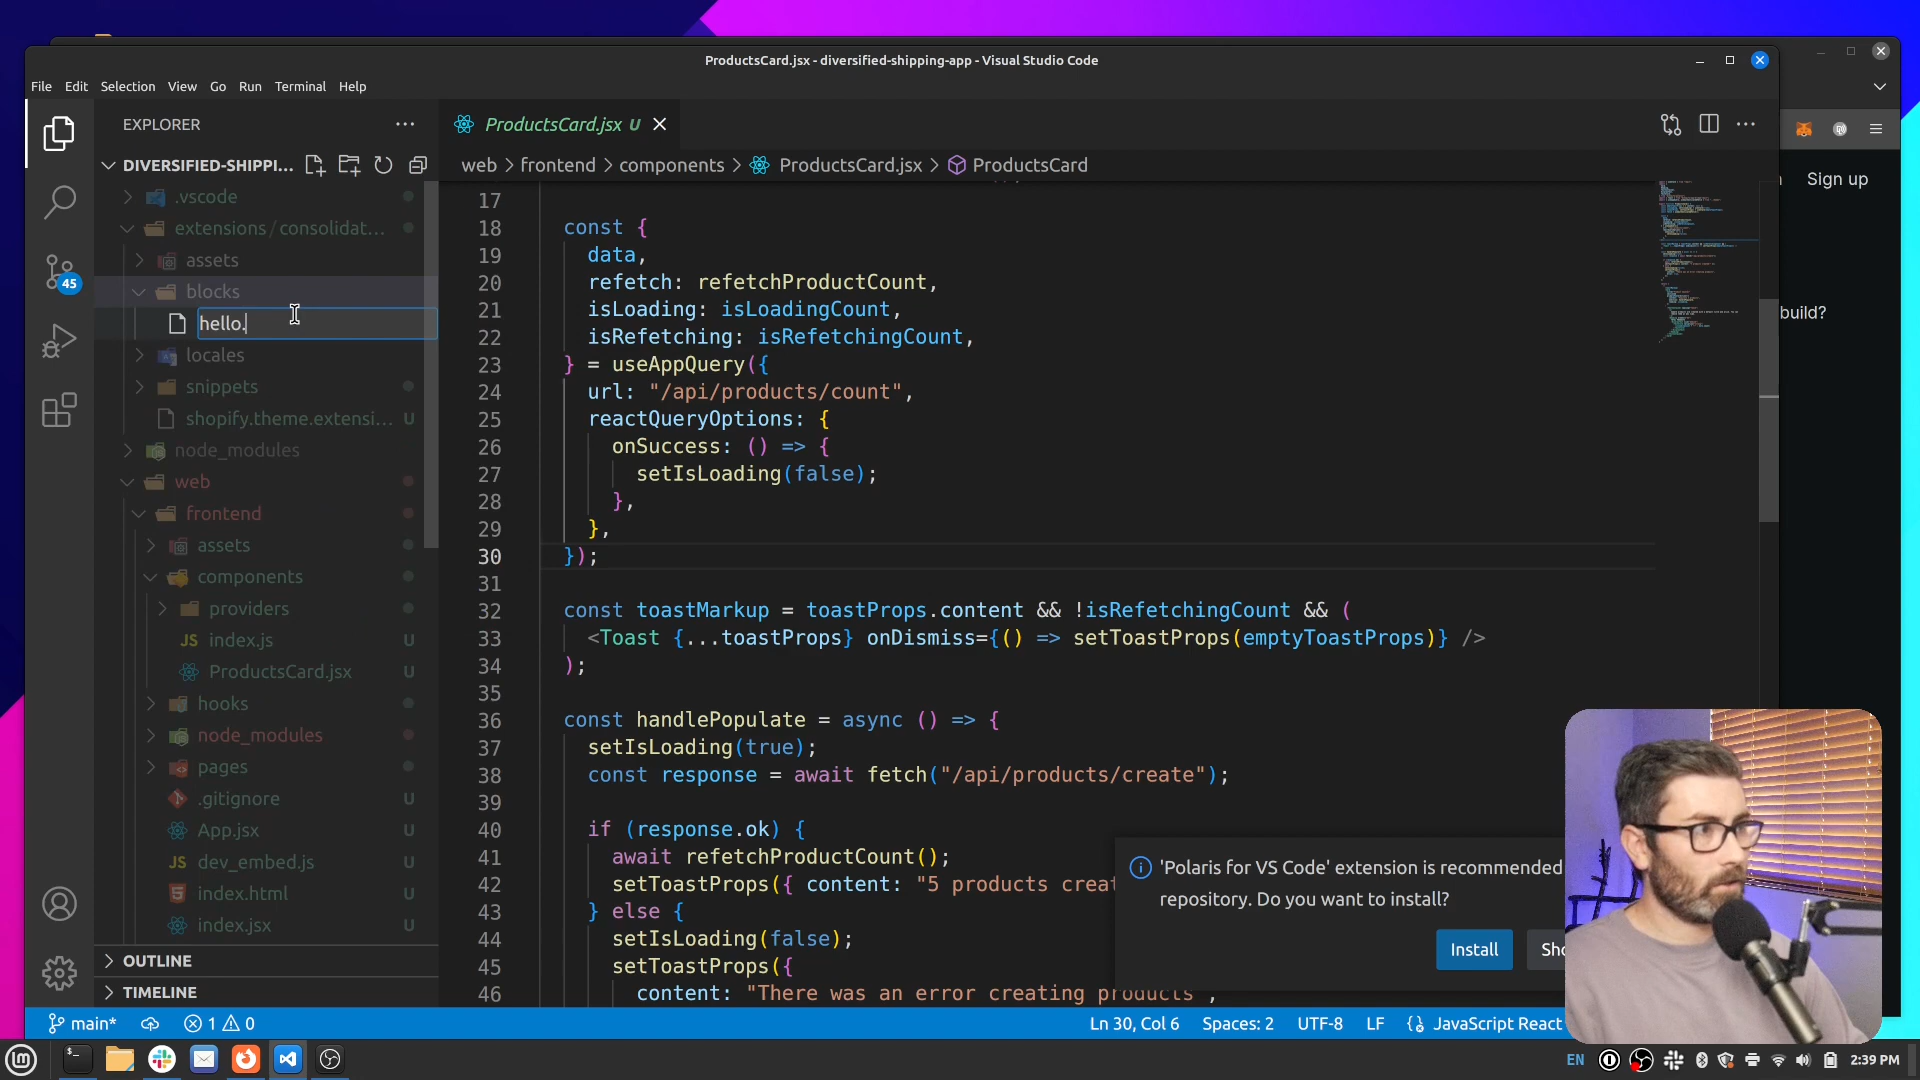 ProductsCard.jsx - diversified-shipping-app - Visual Studio Code
File Edit Selection View Go Run Terminal Help
EXPLORER
DIVERSIFIED-SHIPPI...
.vscode
extensions / consolidat...
assets
blocks
hello.
locales
snippets
shopify.theme.extensi... U
node_modules
web
frontend
assets
components
providers
index.js U
ProductsCard.jsx U
hooks
node_modules
pages
.gitignore U
App.jsx U
dev_embed.js U
index.html U
index.jsx U
OUTLINE
TIMELINE
45
ProductsCard.jsx U
web > frontend > components > ProductsCard.jsx > ProductsCard
17
18 const {
19 data,
20 refetch: refetchProductCount,
21 isLoading: isLoadingCount,
22 isRefetching: isRefetchingCount,
23 } = useAppQuery({
24 url: "/api/products/count",
25 reactQueryOptions: {
26 onSuccess: () => {
27 setIsLoading(false);
28 },
29 },
30 });
31
32 const toastMarkup = toastProps.content && !isRefetchingCount && (
33 <Toast {...toastProps} onDismiss={() => setToastProps(emptyToastProps)} />
34 );
35
36 const handlePopulate = async () => {
37 setIsLoading(true);
38 const response = await fetch("/api/products/create");
39
40 if (response.ok) {
41 await refetchProductCount();
42 setToastProps({ content: "5 products creat
43 } else {
44 setIsLoading(false);
45 setToastProps({
46 content: "There was an error creating products",
'Polaris for VS Code' extension is recommended
repository. Do you want to install?
Install
Sho
Sign up
build?
main* 1 0 Ln 30, Col 6 Spaces: 2 UTF-8 LF JavaScript React
EN 2:39 PM